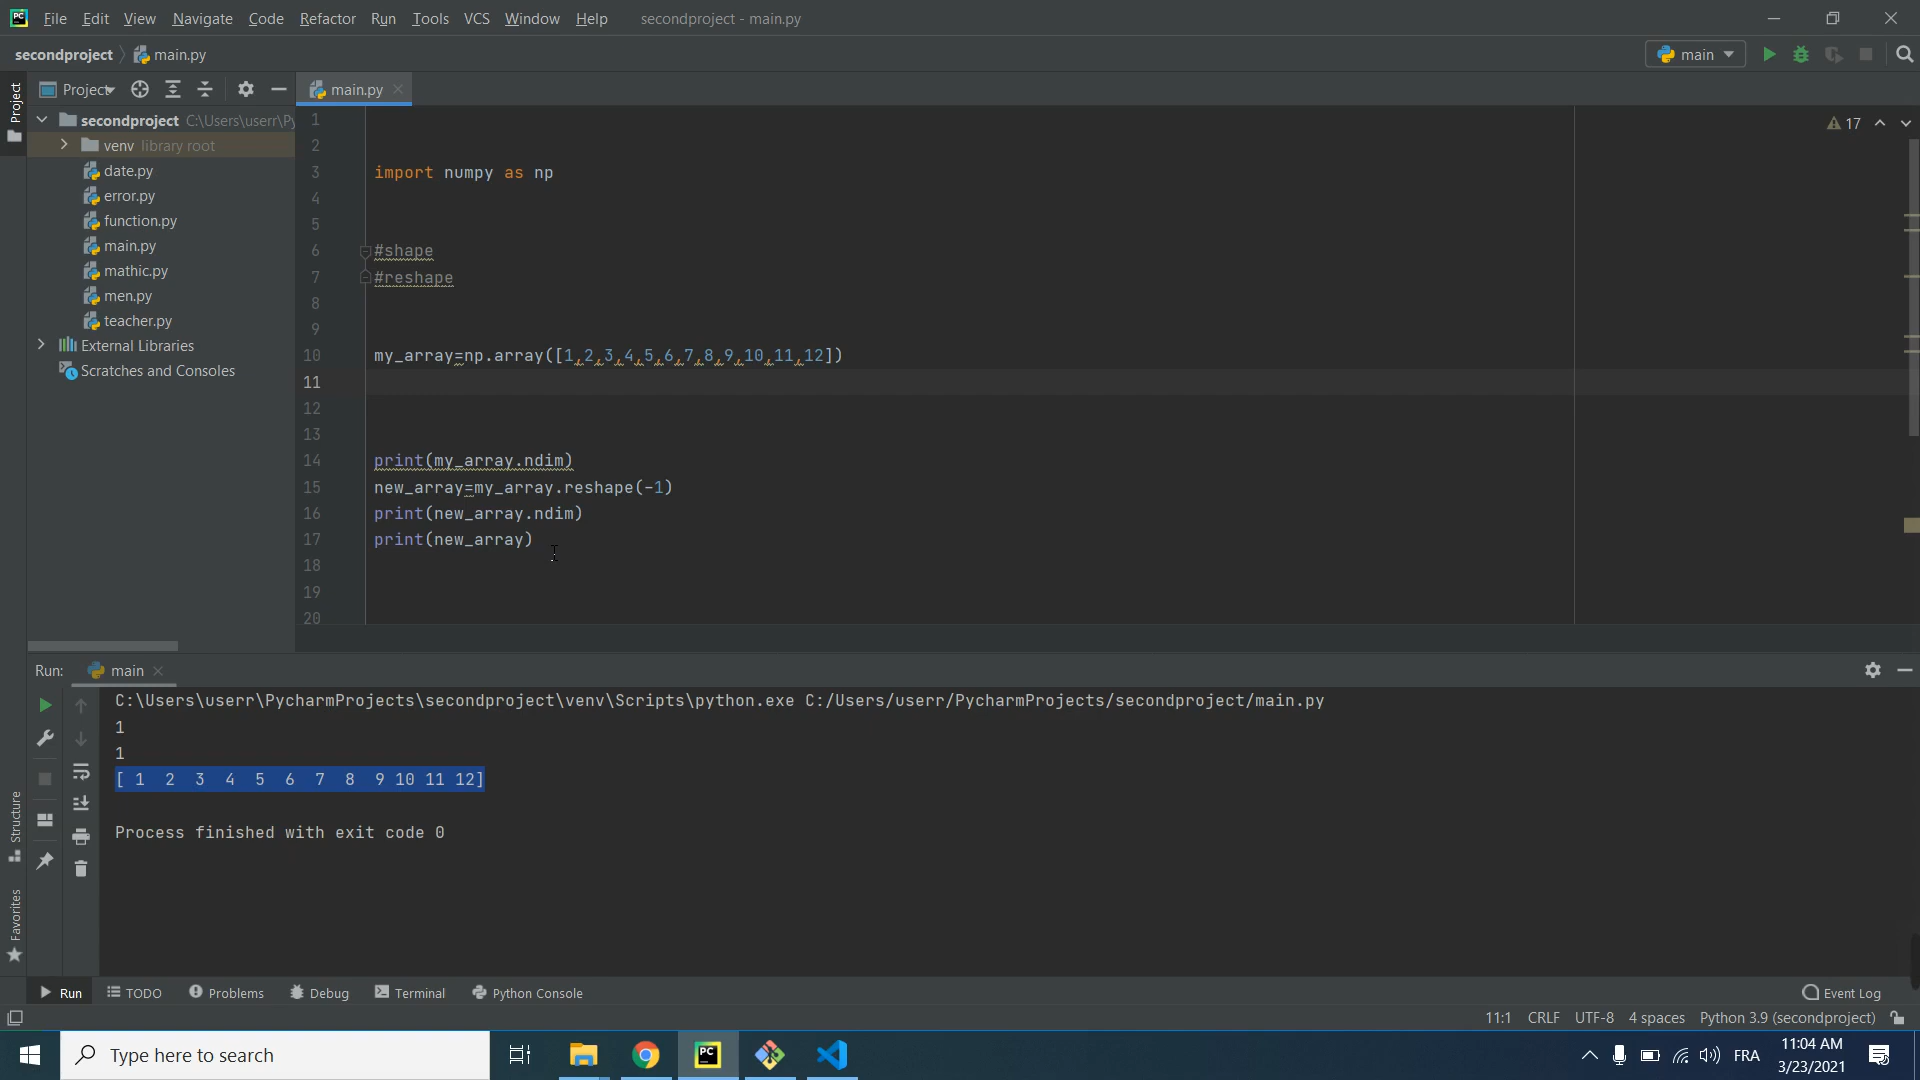 PC File Edit View Navigate Code Refactor Run Tools VCS Window Help secondproject - main.py
secondproject main.py main
Project main.py
Project
secondproject C:\Users\userr\Py
venv library root
date.py
error.py
function.py
main.py
mathic.py
men.py
teacher.py
External Libraries
Scratches and Consoles
17
1
2
3 import numpy as np
4
5
6 #shape
7 #reshape
8
9
10 my_array=np.array([1,2,3,4,5,6,7,8,9,10,11,12])
11
12
13
14 print(my_array.ndim)
15 new_array=my_array.reshape(-1)
16 print(new_array.ndim)
17 print(new_array)
18
19
20
Run: main
C:\Users\userr\PycharmProjects\secondproject\venv\Scripts\python.exe C:/Users/userr/PycharmProjects/secondproject/main.py
1
1
[ 1  2  3  4  5  6  7  8  9 10 11 12]
Process finished with exit code 0
Structure
Favorites
Run TODO Problems Debug Terminal Python Console Event Log
11:1 CRLF UTF-8 4 spaces Python 3.9 (secondproject)
Type here to search PC FRA 11:04 AM
3/23/2021